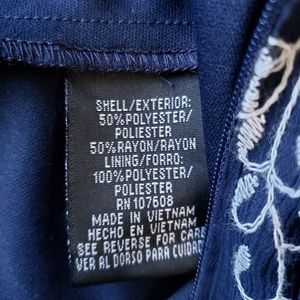 SHELL/EXTERIOR:
50%POLYESTER/
POLIESTER
50%RAYON/RAYON
LINING/FORRO:
100%POLYESTER/
POLIESTER
RN 107608
MADE IN VIETNAM
HECHO EN VIETNAM
SEE REVERSE FOR CARE
VER AL DORSO PARA CUIDAD